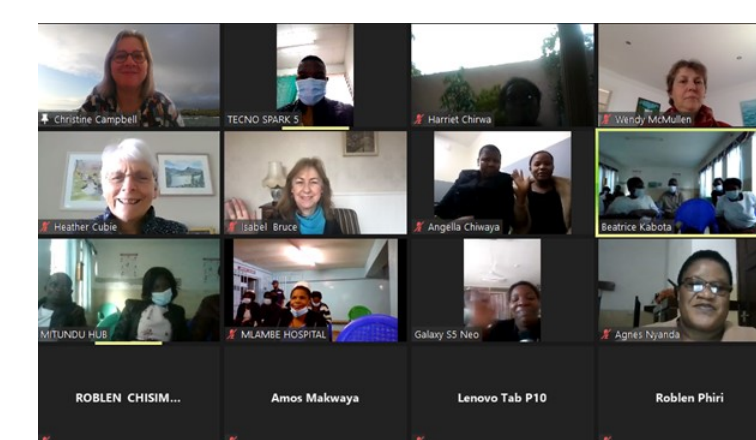 Christine Campbell
TECNO SPARK 5
Harriet Chirwa
Wendy McMullen
Heather Cubie
Isabel Bruce
Angella Chiwaya
Beatrice Kabota
MITUNDU HUB
MLAMBE HOSPITAL
Galaxy S5 Neo
Agnes Nyanda
ROBLEN CHISIM...
Amos Makwaya
Lenovo Tab P10
Roblen Phiri